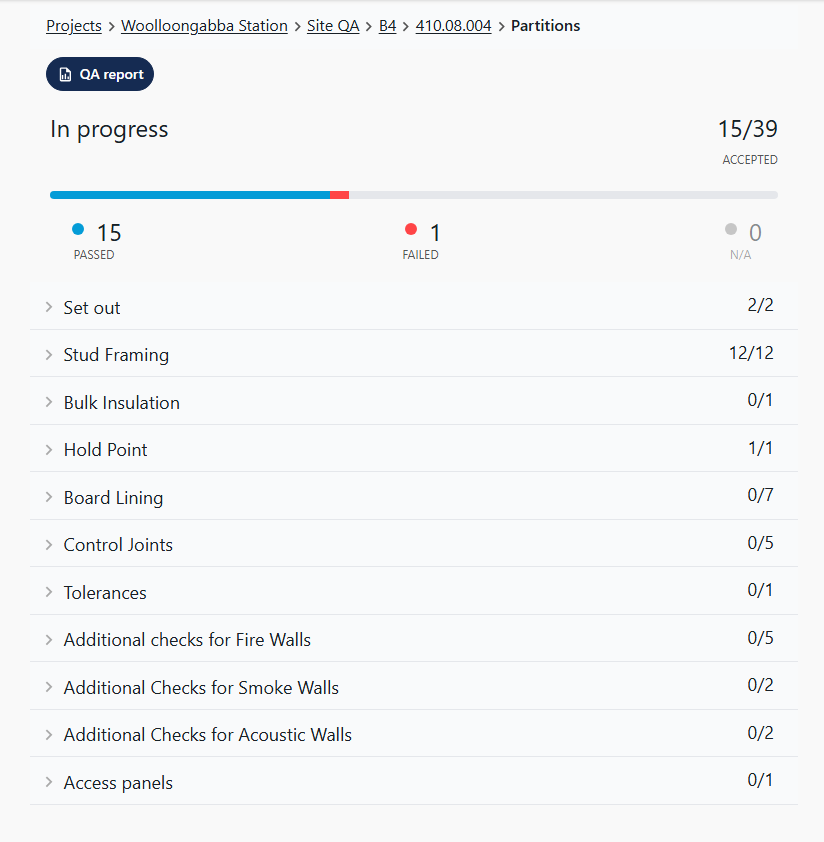 Projects > Woolloongabba Station > Site QA > B4 > 410.08.004 > Partitions
QA report
In progress 15/39
ACCEPTED
15 1 0
PASSED FAILED N/A
Set out 2/2
Stud Framing 12/12
Bulk Insulation 0/1
Hold Point 1/1
Board Lining 0/7
Control Joints 0/5
Tolerances 0/1
Additional checks for Fire Walls 0/5
Additional Checks for Smoke Walls 0/2
Additional Checks for Acoustic Walls 0/2
Access panels 0/1